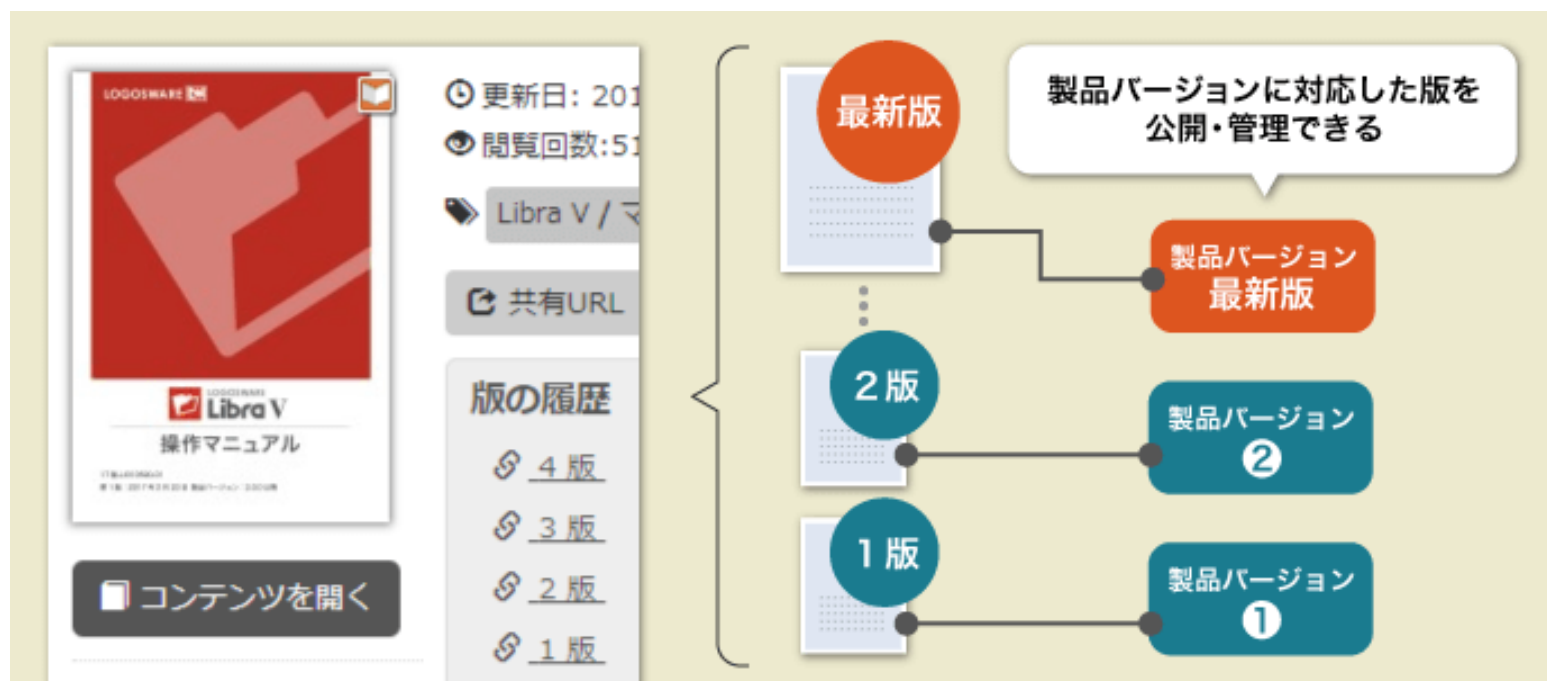 LOGOSWARE
LOGOSWARE
Libra V
操作マニュアル
コンテンツを開く
更新日: 201
閲覧回数:51
Libra V / マ
共有URL
版の履歴
4 版
3 版
2 版
1 版
最新版
2版
1版
製品バージョンに対応した版を
公開・管理できる
製品バージョン
最新版
製品バージョン
2
製品バージョン
1